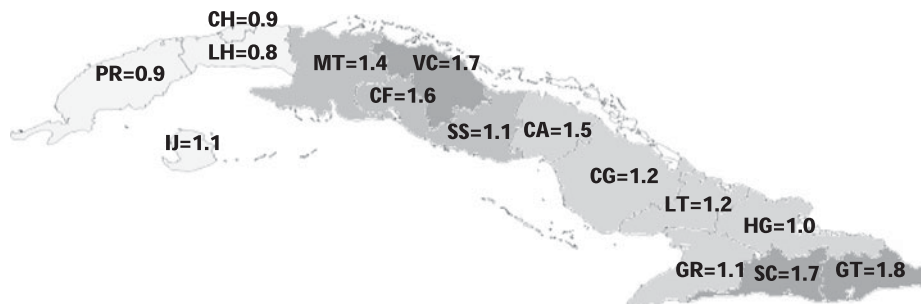 CH=0.9
LH=0.8
PR=0.9
MT=1.4
VC=1.7
CF=1.6
IJ=1.1
SS=1.1
CA=1.5
CG=1.2
LT=1.2
HG=1.0
GR=1.1
SC=1.7
GT=1.8